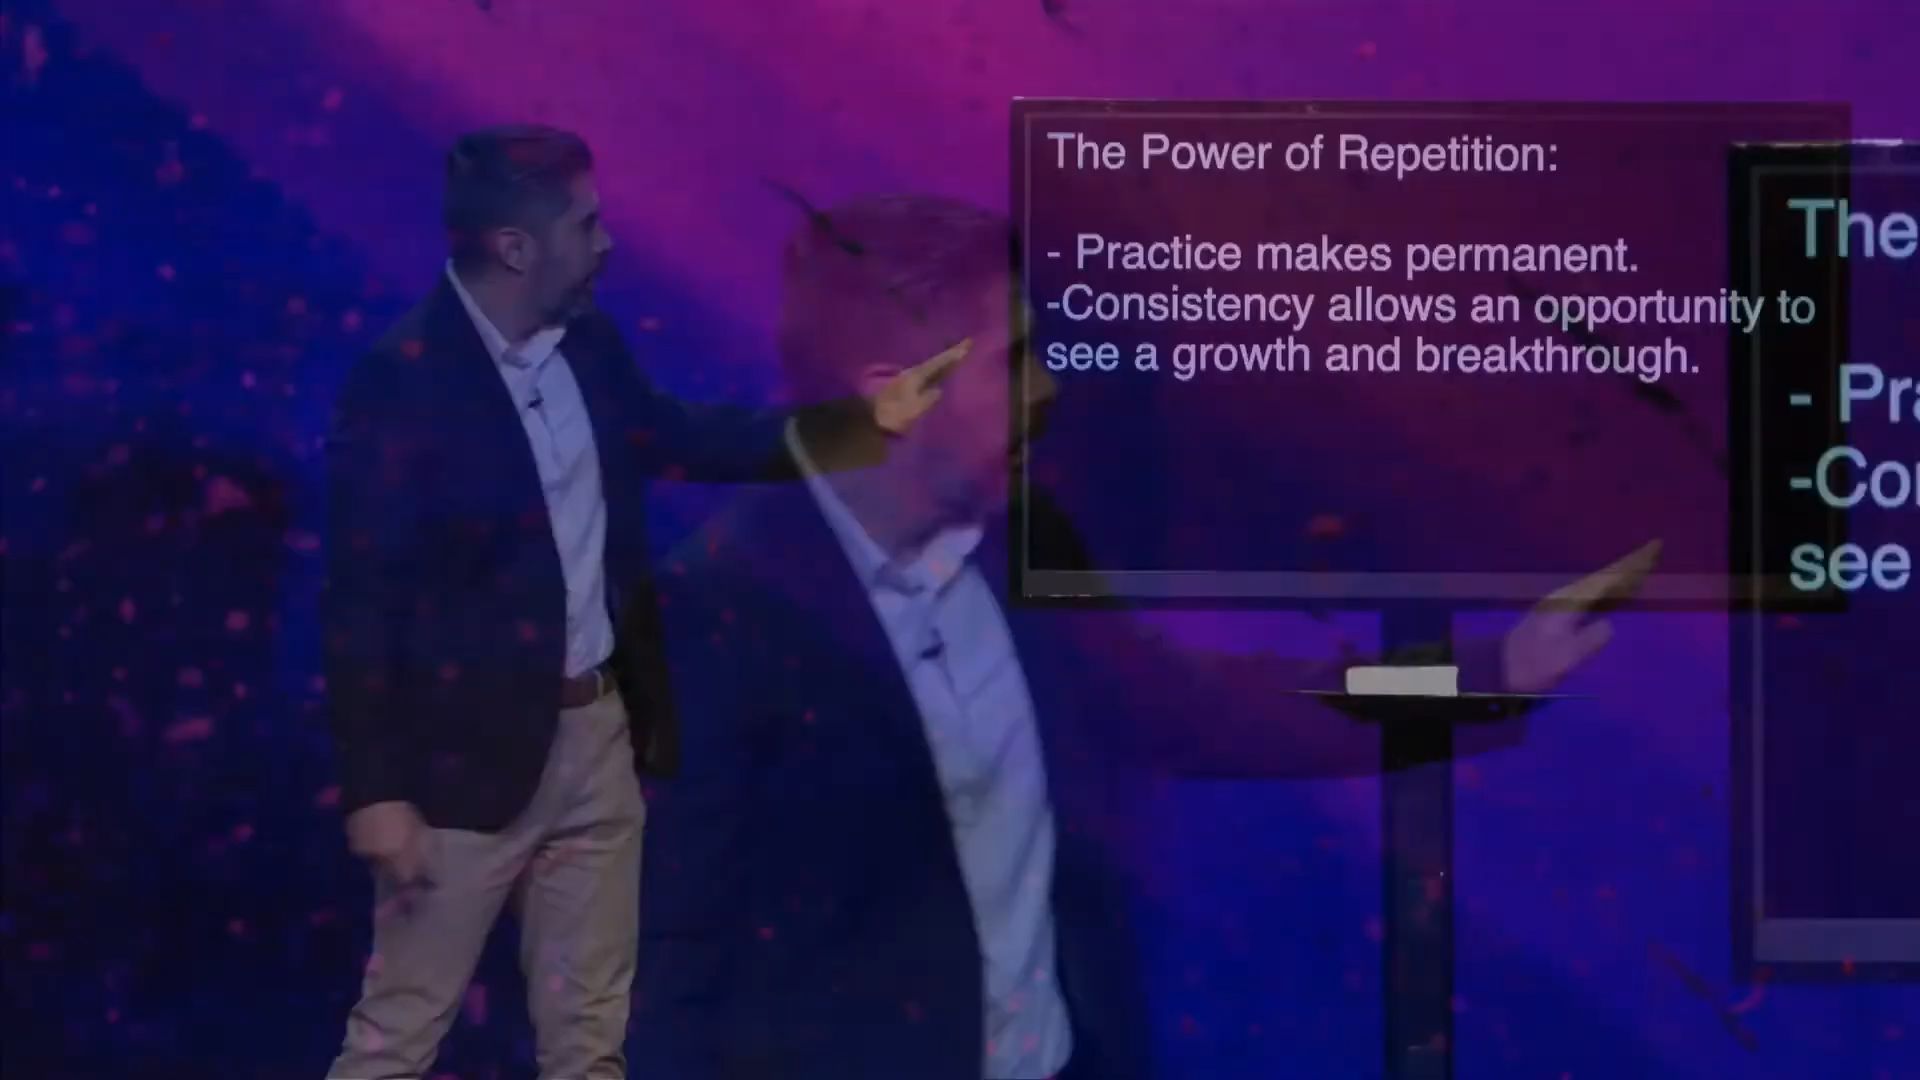 The Power of Repetition:
- Practice makes permanent.
-Consistency allows an opportunity to
see a growth and breakthrough.
The
- Pra
-Con
see